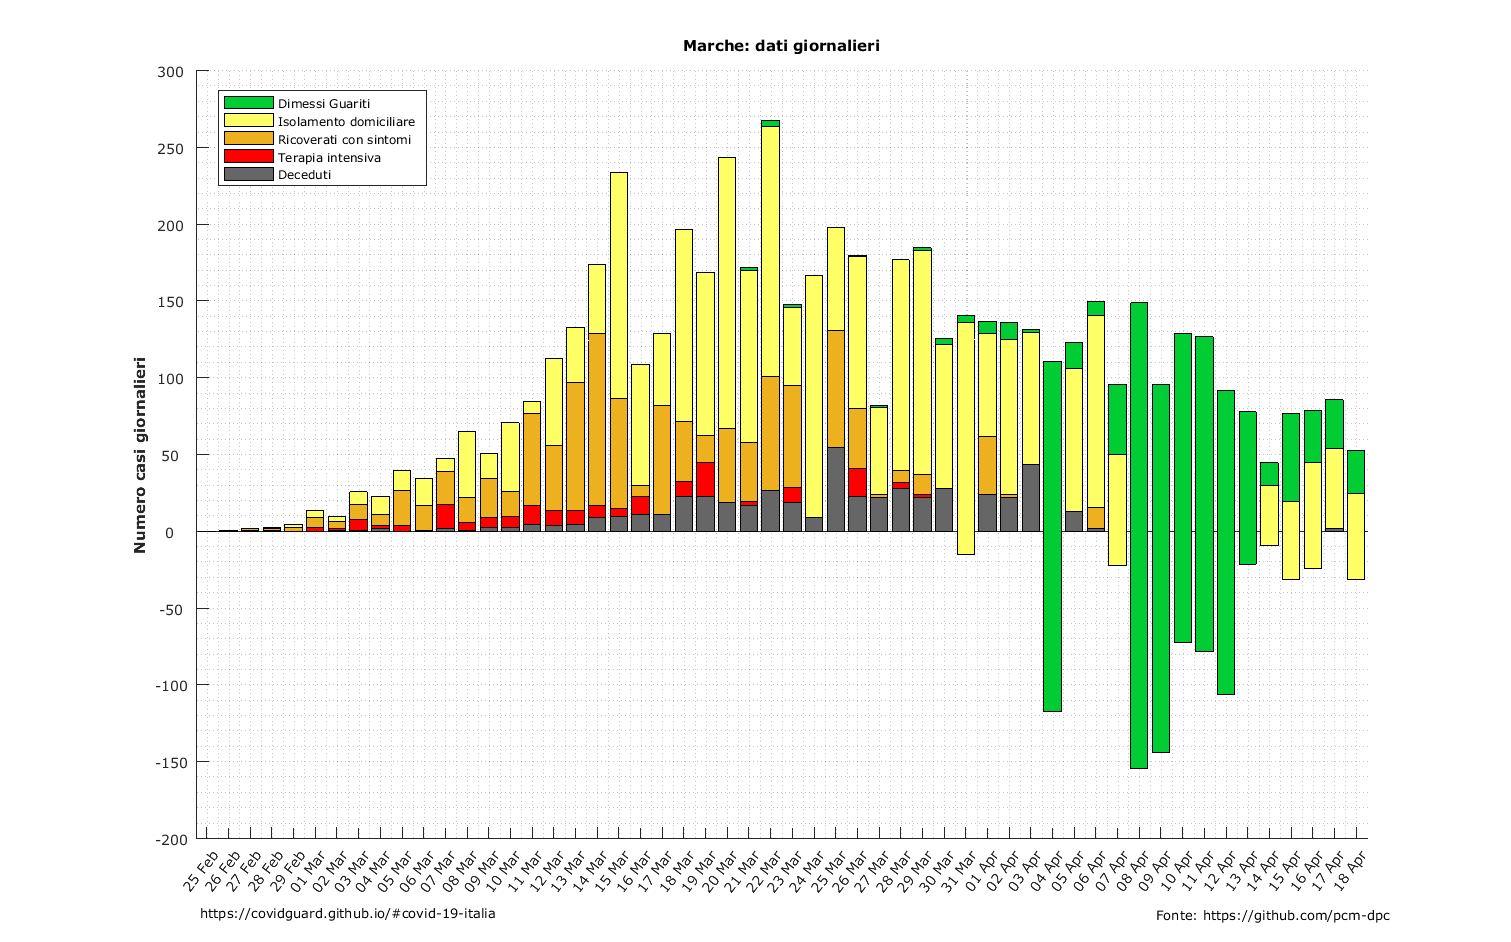 Marche: dati giornalieri
Numero casi giornalieri
300
250
200
150
100
50
0
-50
-100
-150
-200
Dimessi Guariti
Isolamento domiciliare
Ricoverati con sintomi
Terapia intensiva
Deceduti
25 Feb
26 Feb
27 Feb
28 Feb
29 Feb
01 Mar
02 Mar
03 Mar
04 Mar
05 Mar
06 Mar
07 Mar
08 Mar
09 Mar
10 Mar
11 Mar
12 Mar
13 Mar
14 Mar
15 Mar
16 Mar
17 Mar
18 Mar
19 Mar
20 Mar
21 Mar
22 Mar
23 Mar
24 Mar
25 Mar
26 Mar
27 Mar
28 Mar
29 Mar
30 Mar
31 Mar
01 Apr
02 Apr
03 Apr
04 Apr
05 Apr
06 Apr
07 Apr
08 Apr
09 Apr
10 Apr
11 Apr
12 Apr
13 Apr
14 Apr
15 Apr
16 Apr
17 Apr
18 Apr
https://covidguard.github.io/#covid-19-italia
Fonte: https://github.com/pcm-dpc